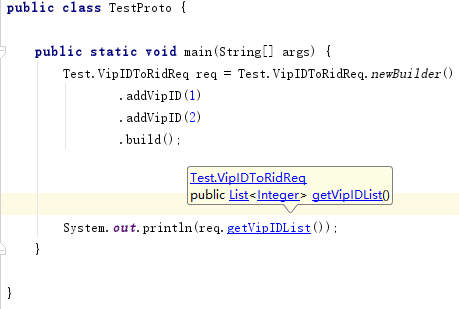 public class TestProto {
public static void main(String[] args) {
Test.VipIDToRidReq req = Test.VipIDToRidReq.newBuilder()
.addVipID(1)
.addVipID(2)
.build();
Test.VipIDToRidReq
public List<Integer> getVipIDList()
System.out.println(req.getVipIDList());
}
}